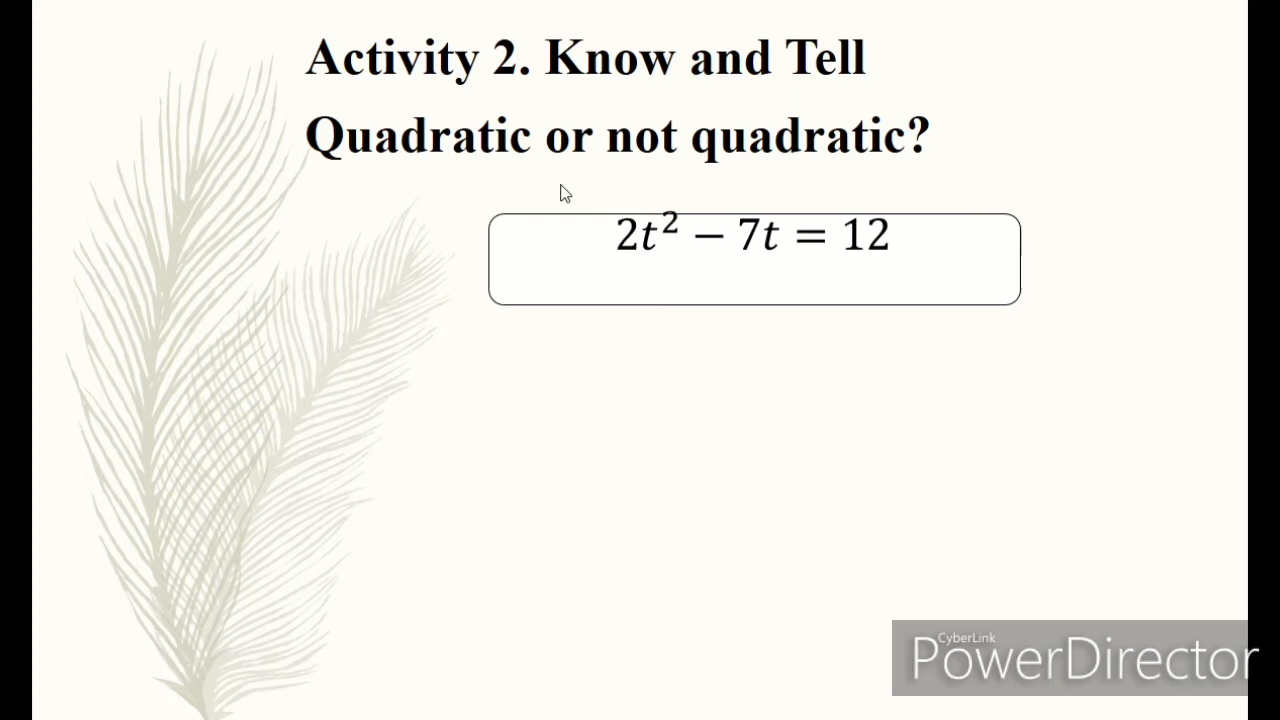 Activity 2. Know and Tell
Quadratic or not quadratic?
2𝑡² − 7𝑡 = 12
CyberLink
PowerDirector